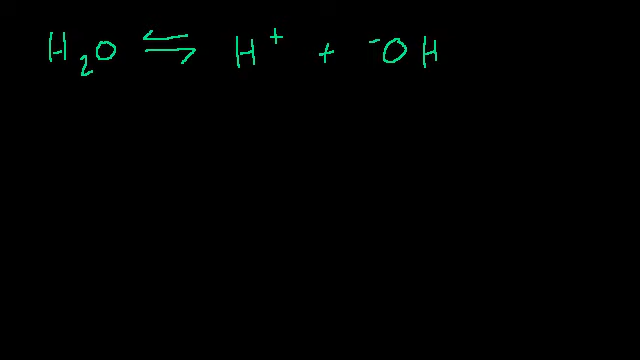 H₂O ⇌ H⁺ + ⁻OH